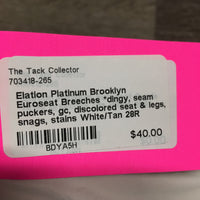 The Tack Collector
703418-265
Elation Platinum Brooklyn
Euroseat Breeches *dingy, seam
puckers, gc, discolored seat & legs,
snags, stains White/Tan 28R
$40.00
BDYA5H